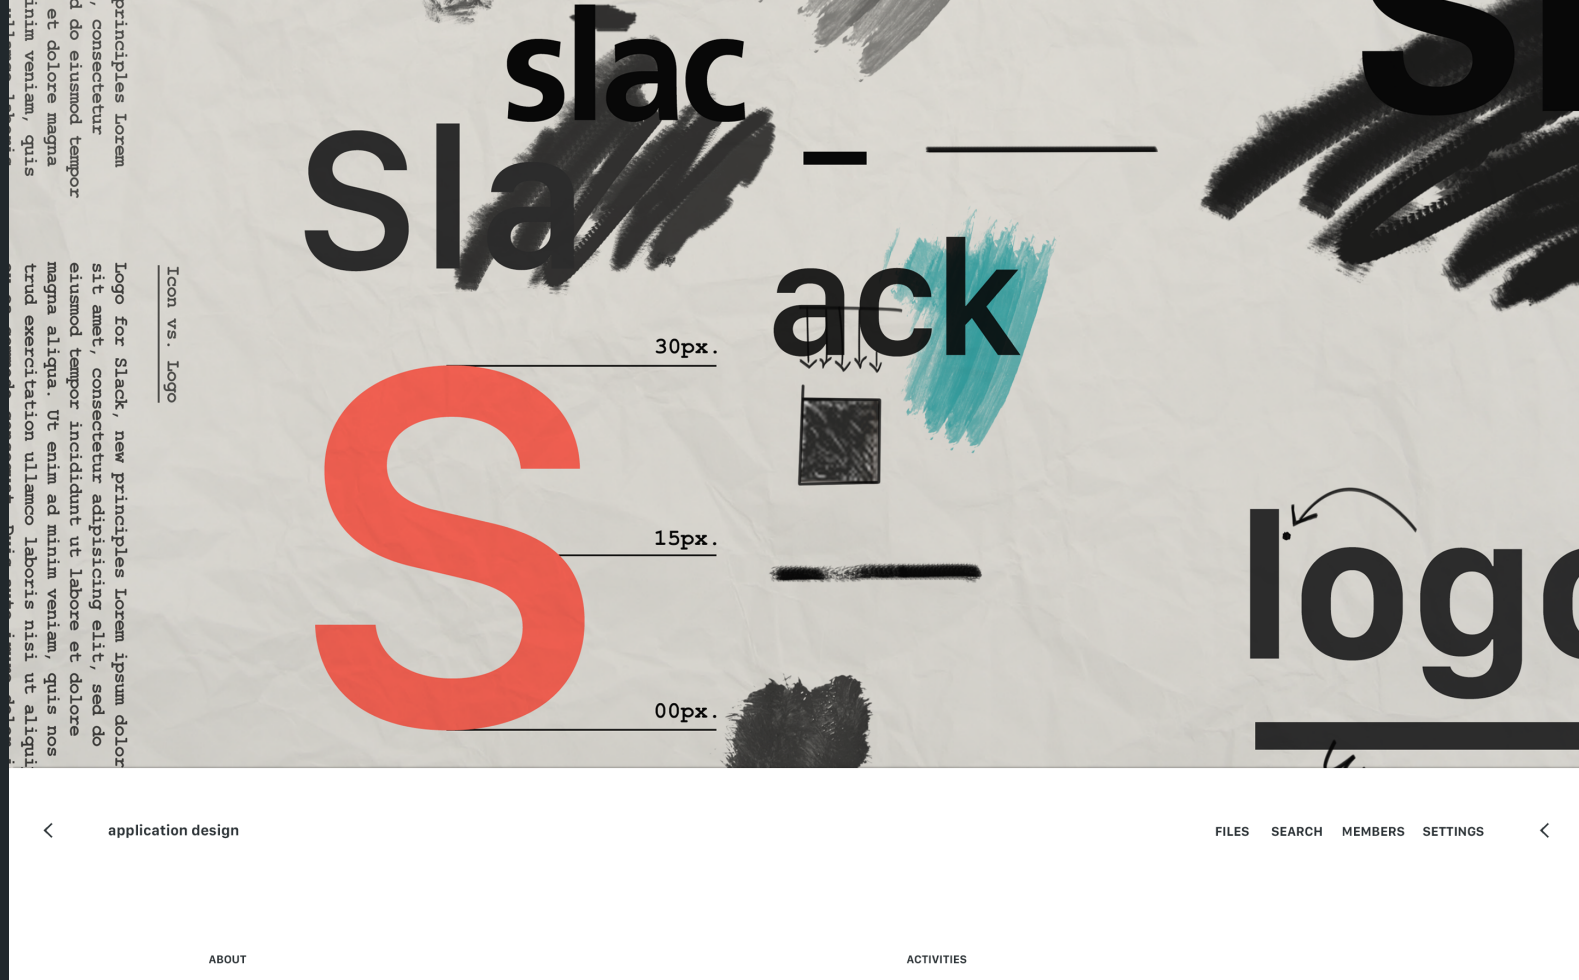 principles Lorem
, consectetur
d do eiusmod tempor
et dolore magna
inim veniam, quis
Icon vs. Logo
Logo for Slack, new principles Lorem ipsum dolor
sit amet, consectetur adipisicing elit, sed do
eiusmod tempor incididunt ut labore et dolore
magna aliqua. Ut enim ad minim veniam, quis nos
trud exercitation ullamco laboris nisi ut aliqui
slac
Sla
ack
Sl
30px.
15px.
00px.
S
logo
application design
FILES SEARCH MEMBERS SETTINGS
ABOUT
ACTIVITIES